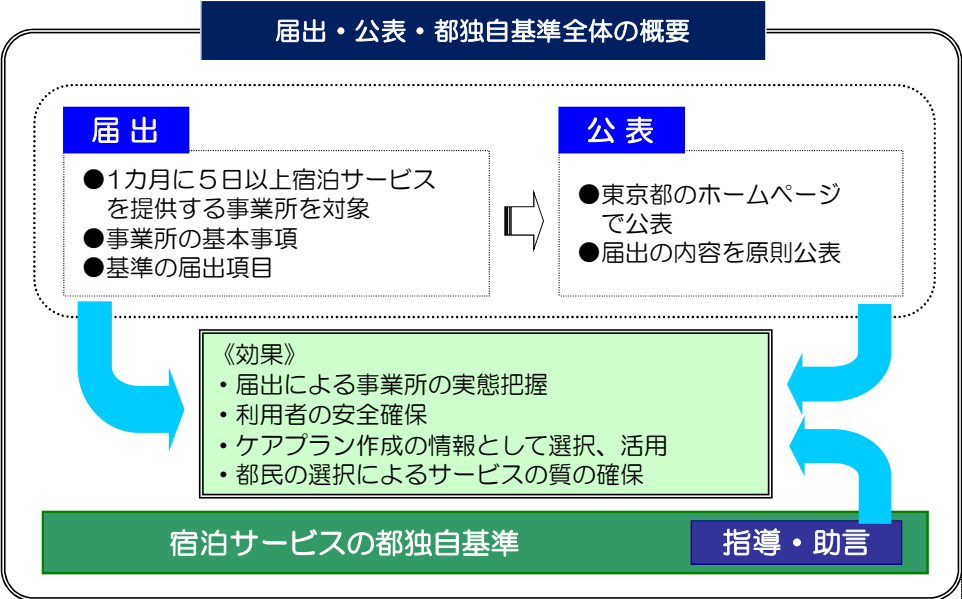 届出・公表・都独自基準全体の概要
届 出
●1カ月に５日以上宿泊サービス
を提供する事業所を対象
●事業所の基本事項
●基準の届出項目
公 表
●東京都のホームページ
で公表
●届出の内容を原則公表
《効果》
・届出による事業所の実態把握
・利用者の安全確保
・ケアプラン作成の情報として選択、活用
・都民の選択によるサービスの質の確保
宿泊サービスの都独自基準
指導・助言